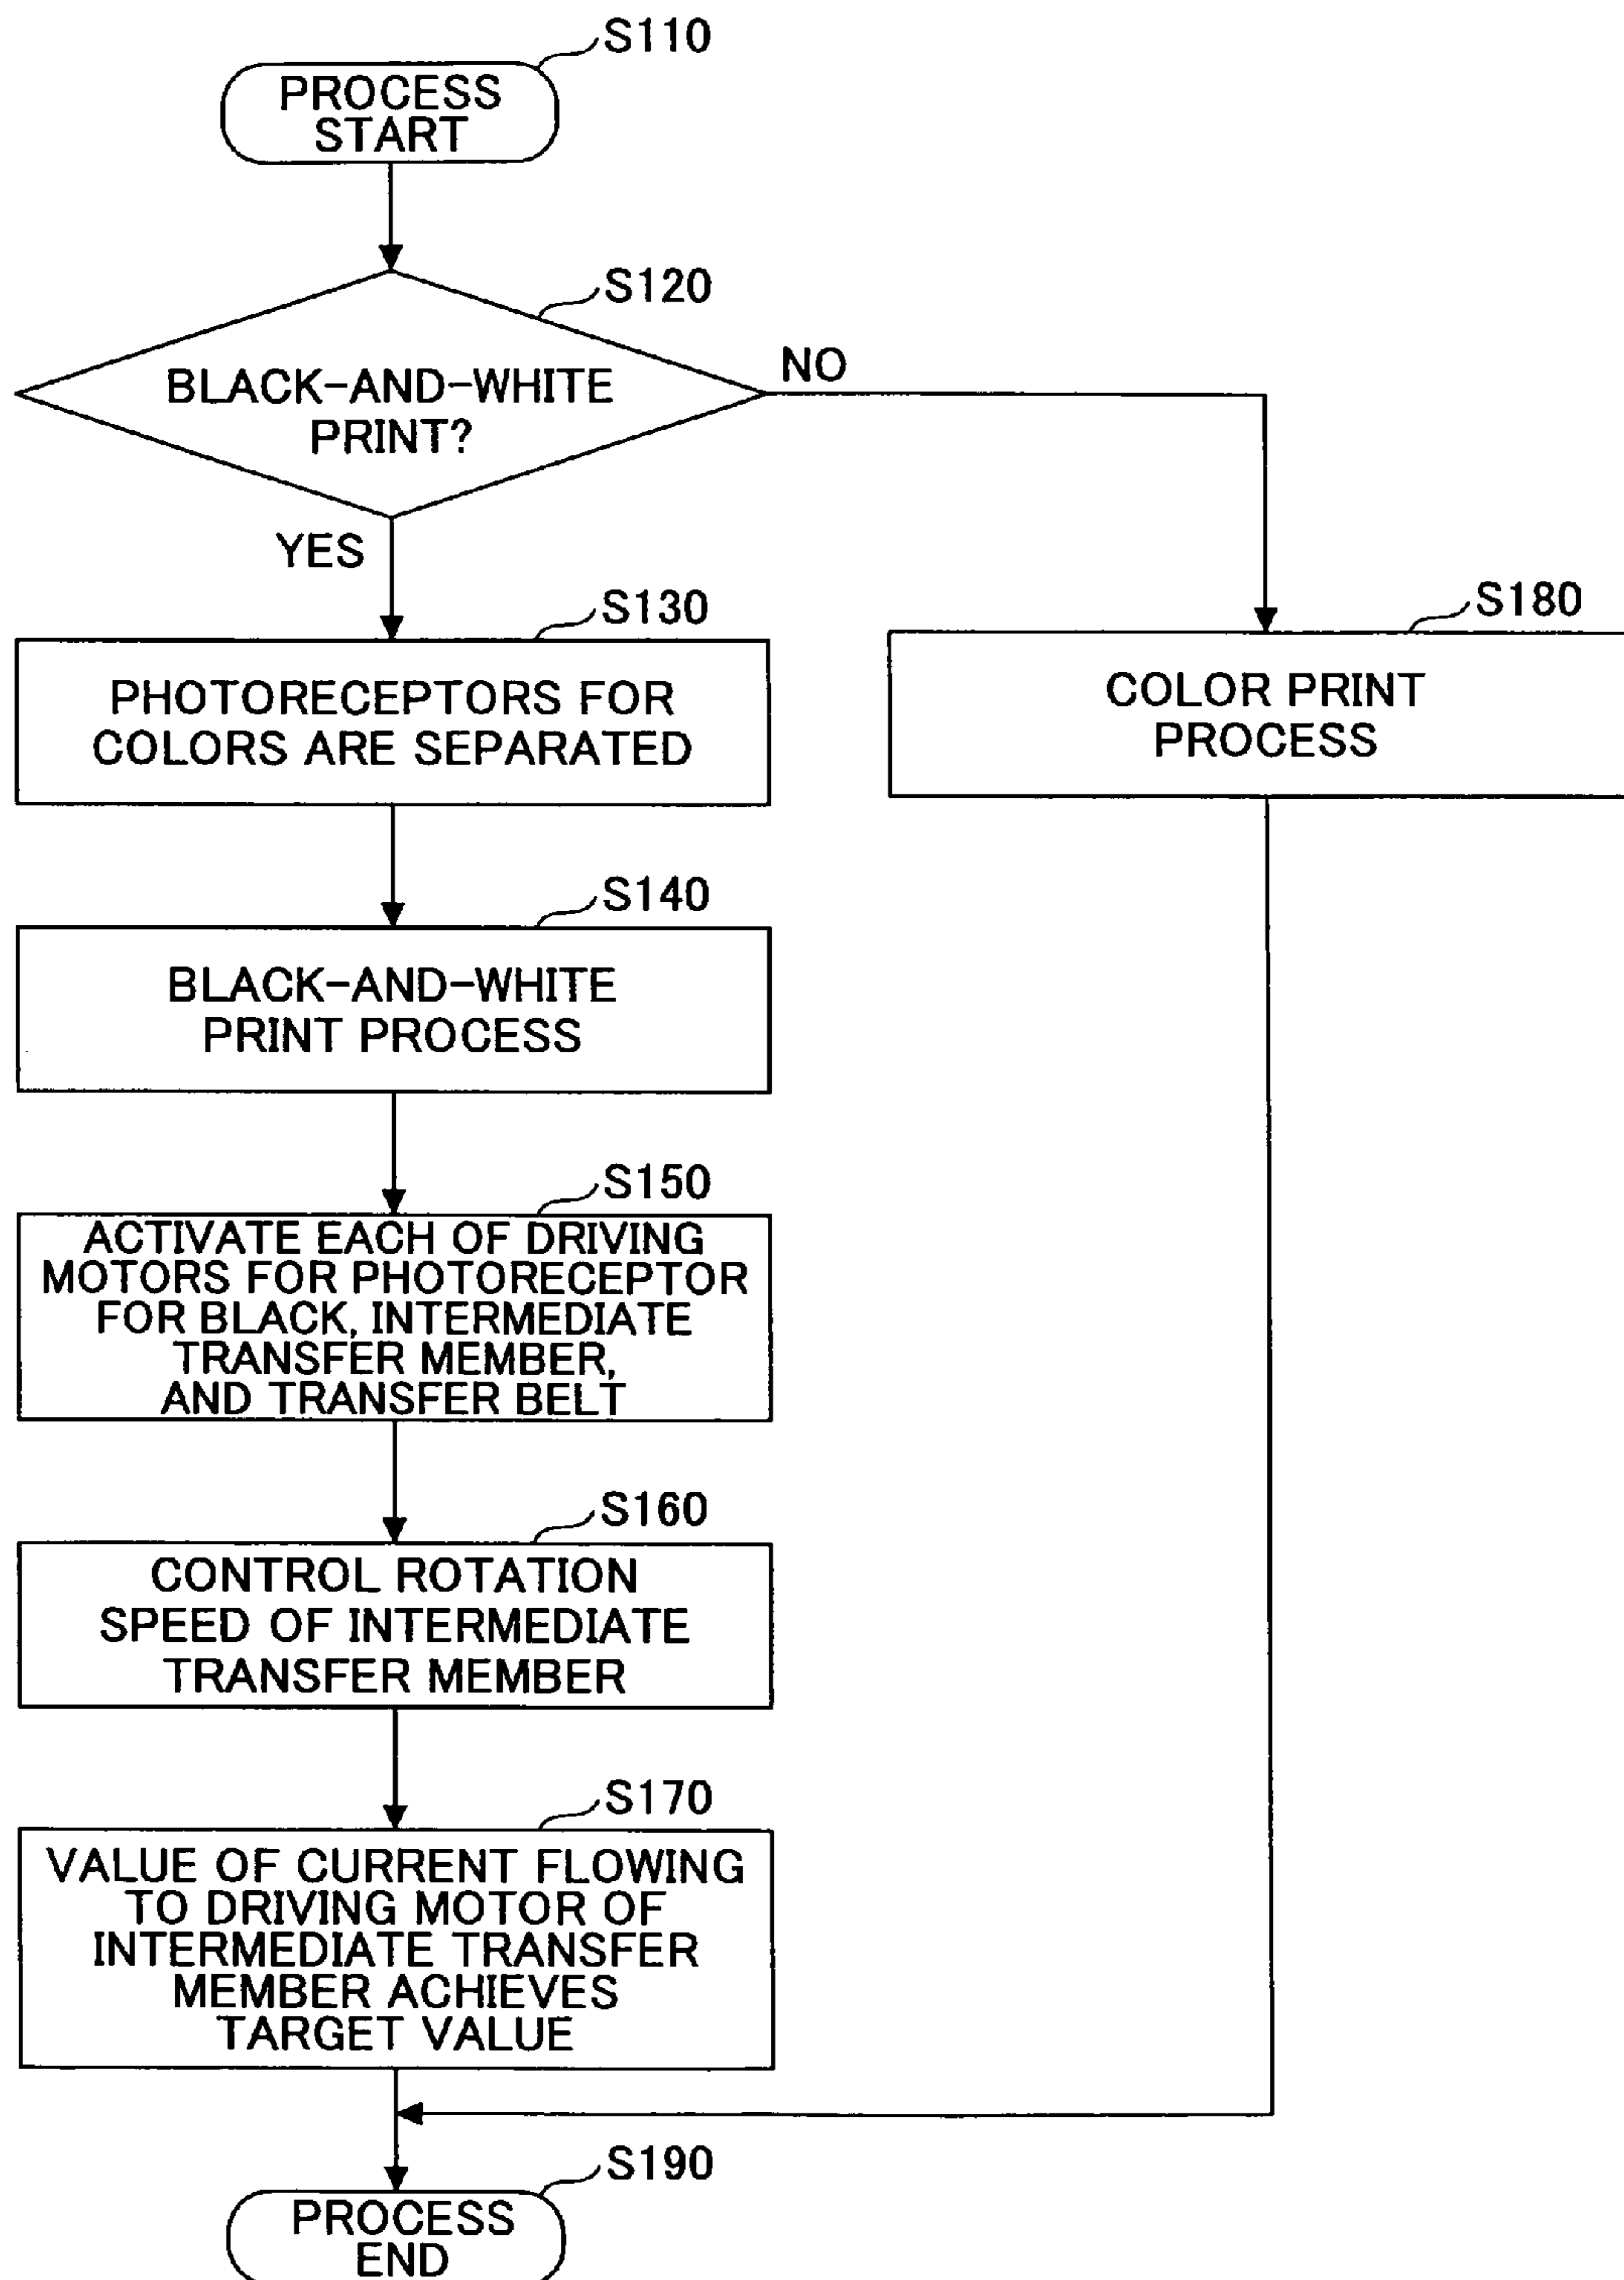 S110
PROCESS
START
S120
BLACK-AND-WHITE
PRINT?
NO
YES
S130
PHOTORECEPTORS FOR
COLORS ARE SEPARATED
S180
COLOR PRINT
PROCESS
S140
BLACK-AND-WHITE
PRINT PROCESS
S150
ACTIVATE EACH OF DRIVING
MOTORS FOR PHOTORECEPTOR
FOR BLACK, INTERMEDIATE
TRANSFER MEMBER,
AND TRANSFER BELT
S160
CONTROL ROTATION
SPEED OF INTERMEDIATE
TRANSFER MEMBER
S170
VALUE OF CURRENT FLOWING
TO DRIVING MOTOR OF
INTERMEDIATE TRANSFER
MEMBER ACHIEVES
TARGET VALUE
S190
PROCESS
END